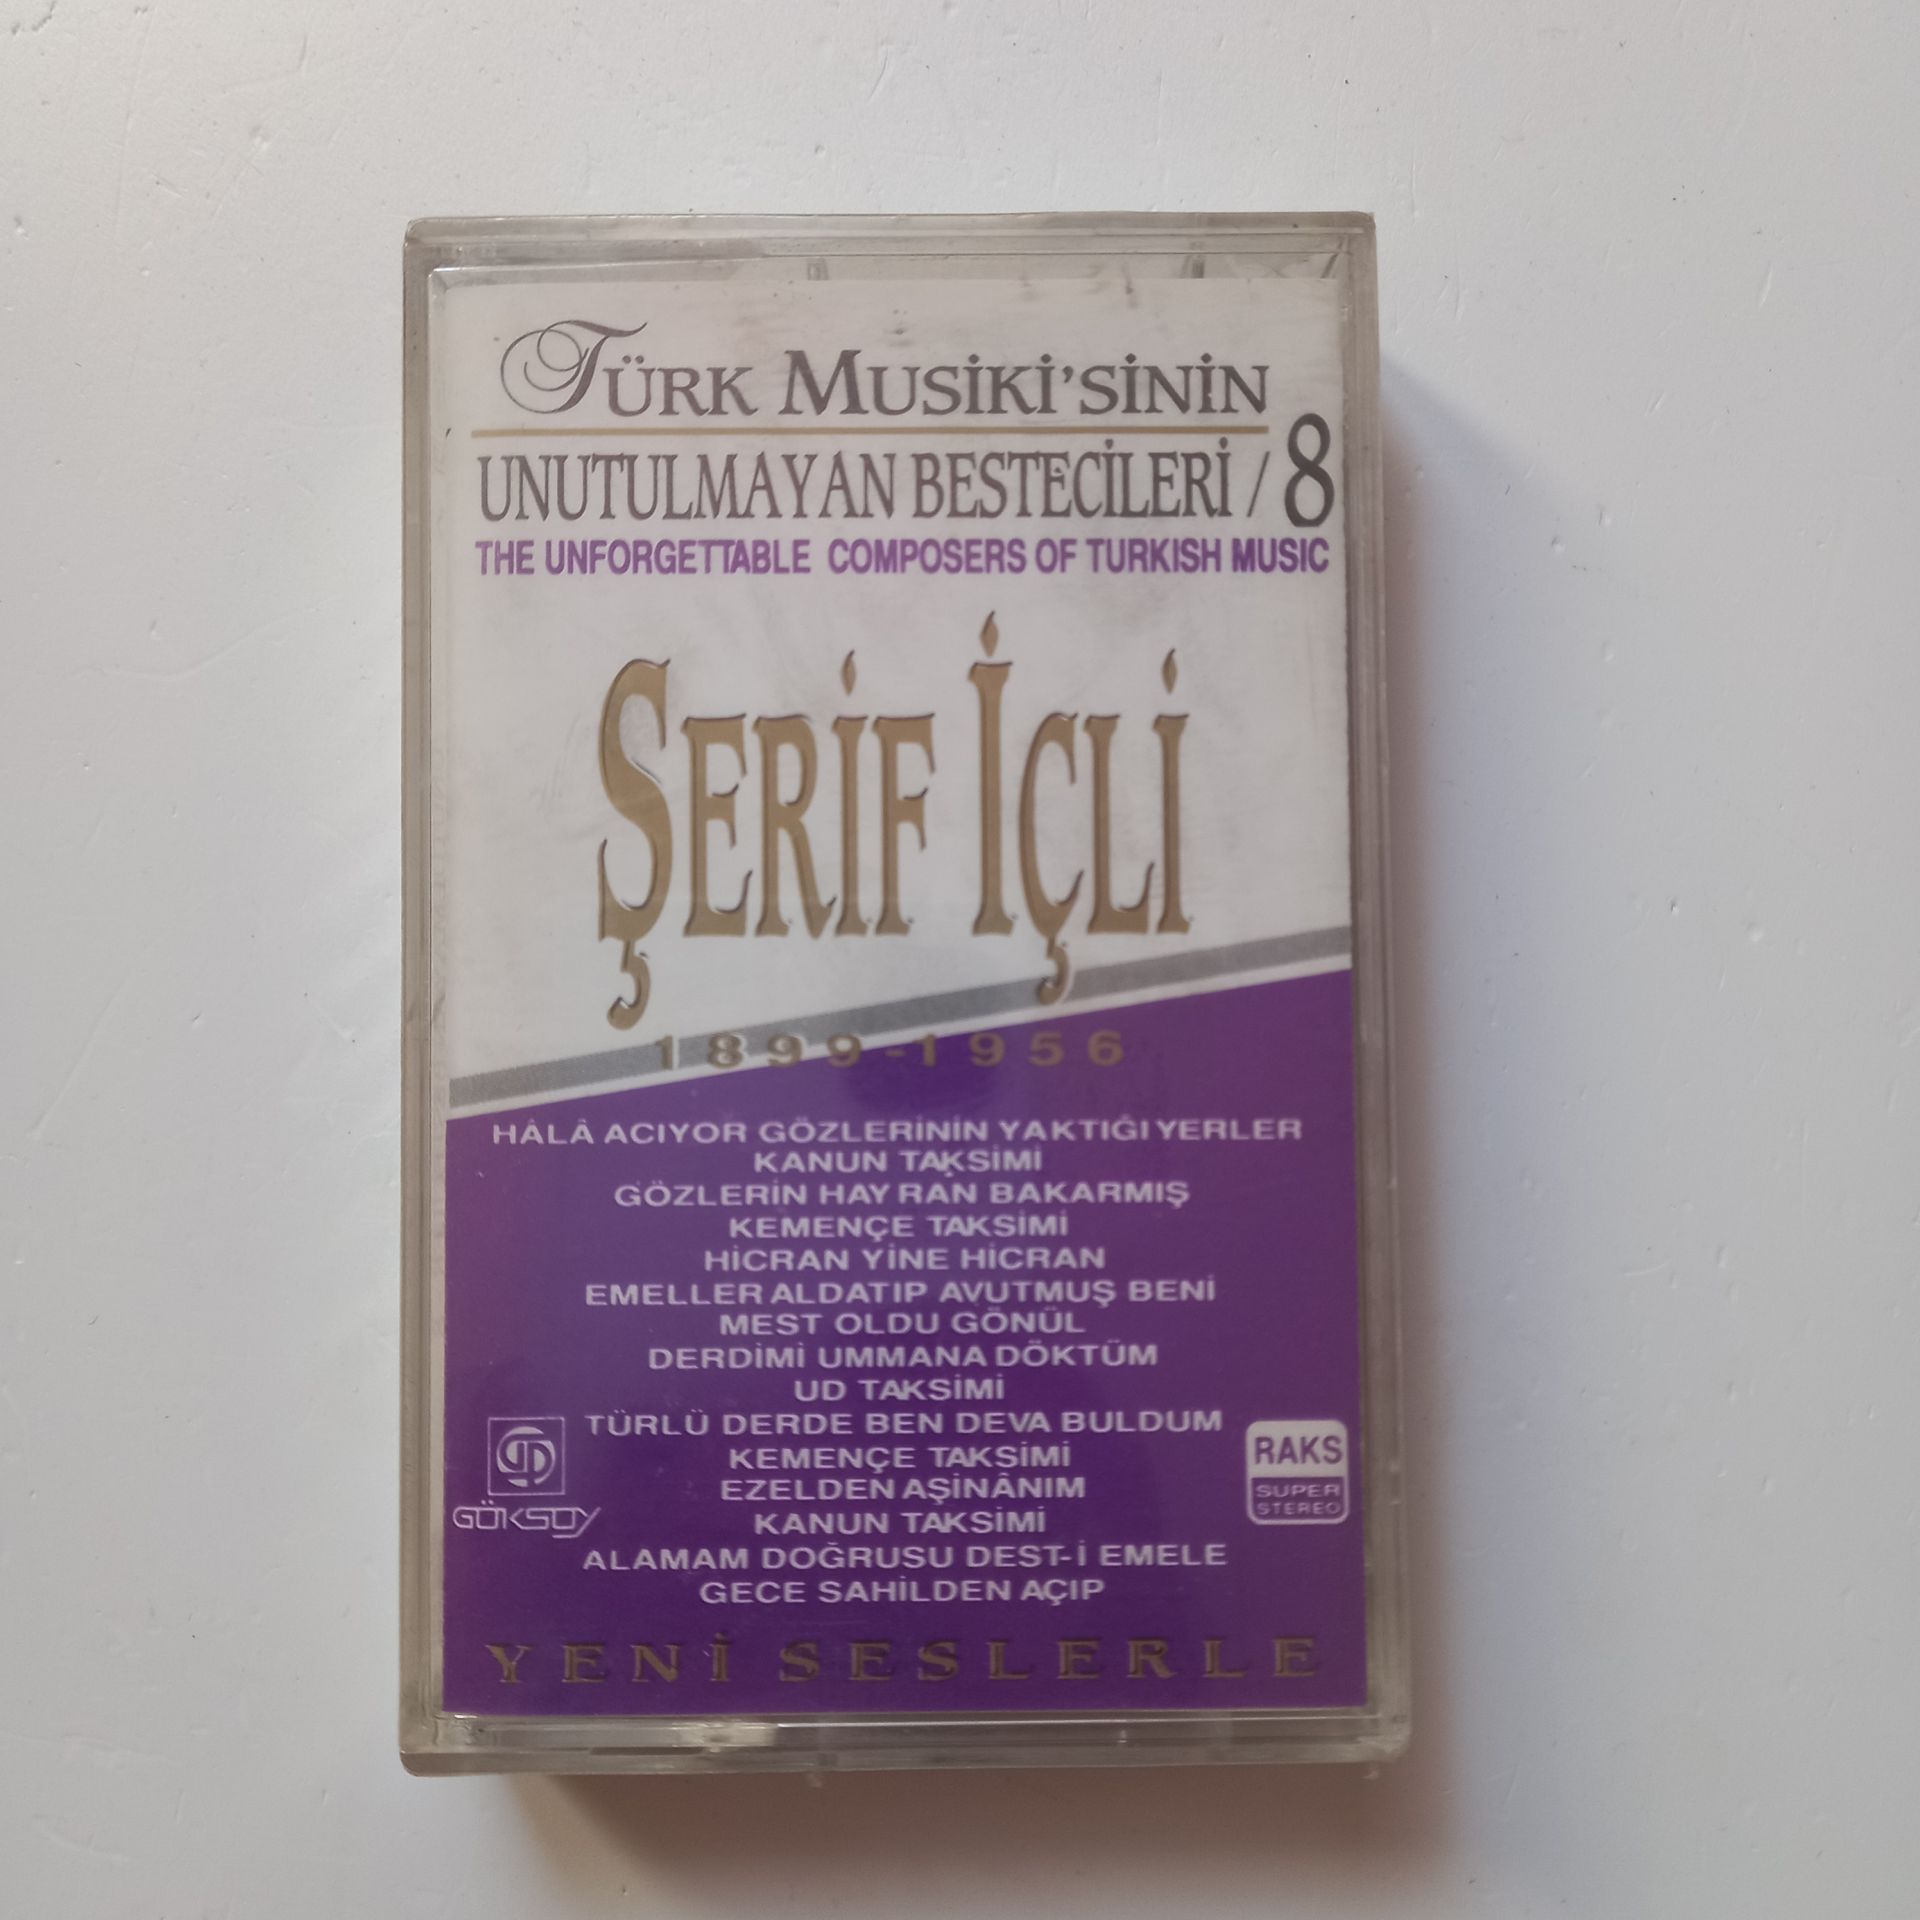 TÜRK MUSİKİ'SİNİN
UNUTULMAYAN BESTECİLERİ / 8
THE UNFORGETTABLE COMPOSERS OF TURKISH MUSIC
ŞERİF İÇLİ
1899-1956
HÂLÂ ACIYOR GÖZLERİNİN YAKTIĞI YERLER
KANUN TAKSİMİ
GÖZLERİN HAYRAN BAKARMIŞ
KEMENÇE TAKSİMİ
HİCRAN YİNE HİCRAN
EMELLER ALDATIP AVUTMUŞ BENİ
MEST OLDU GÖNÜL
DERDİMİ UMMANA DÖKTÜM
UD TAKSİMİ
TÜRLÜ DERDE BEN DEVA BULDUM
KEMENÇE TAKSİMİ
EZELDEN AŞİNÂNIM
KANUN TAKSİMİ
ALAMAM DOĞRUSU DEST-İ EMELE
GECE SAHİLDEN AÇIP
GÖKSOY
RAKS
SUPER
STEREO
YENİ SESLERLE